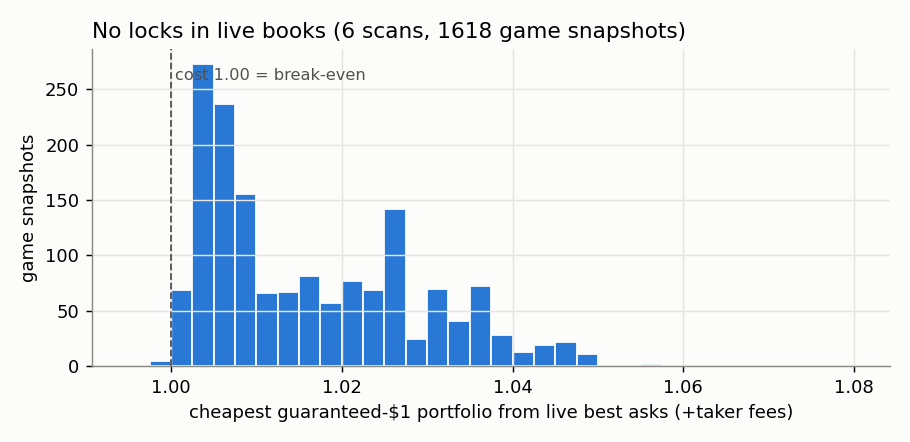 No locks in live books (6 scans, 1618 game snapshots)
cost 1.00 = break-even
250
200
150
100
50
0
game snapshots
1.00 1.02 1.04 1.06 1.08
cheapest guaranteed-$1 portfolio from live best asks (+taker fees)